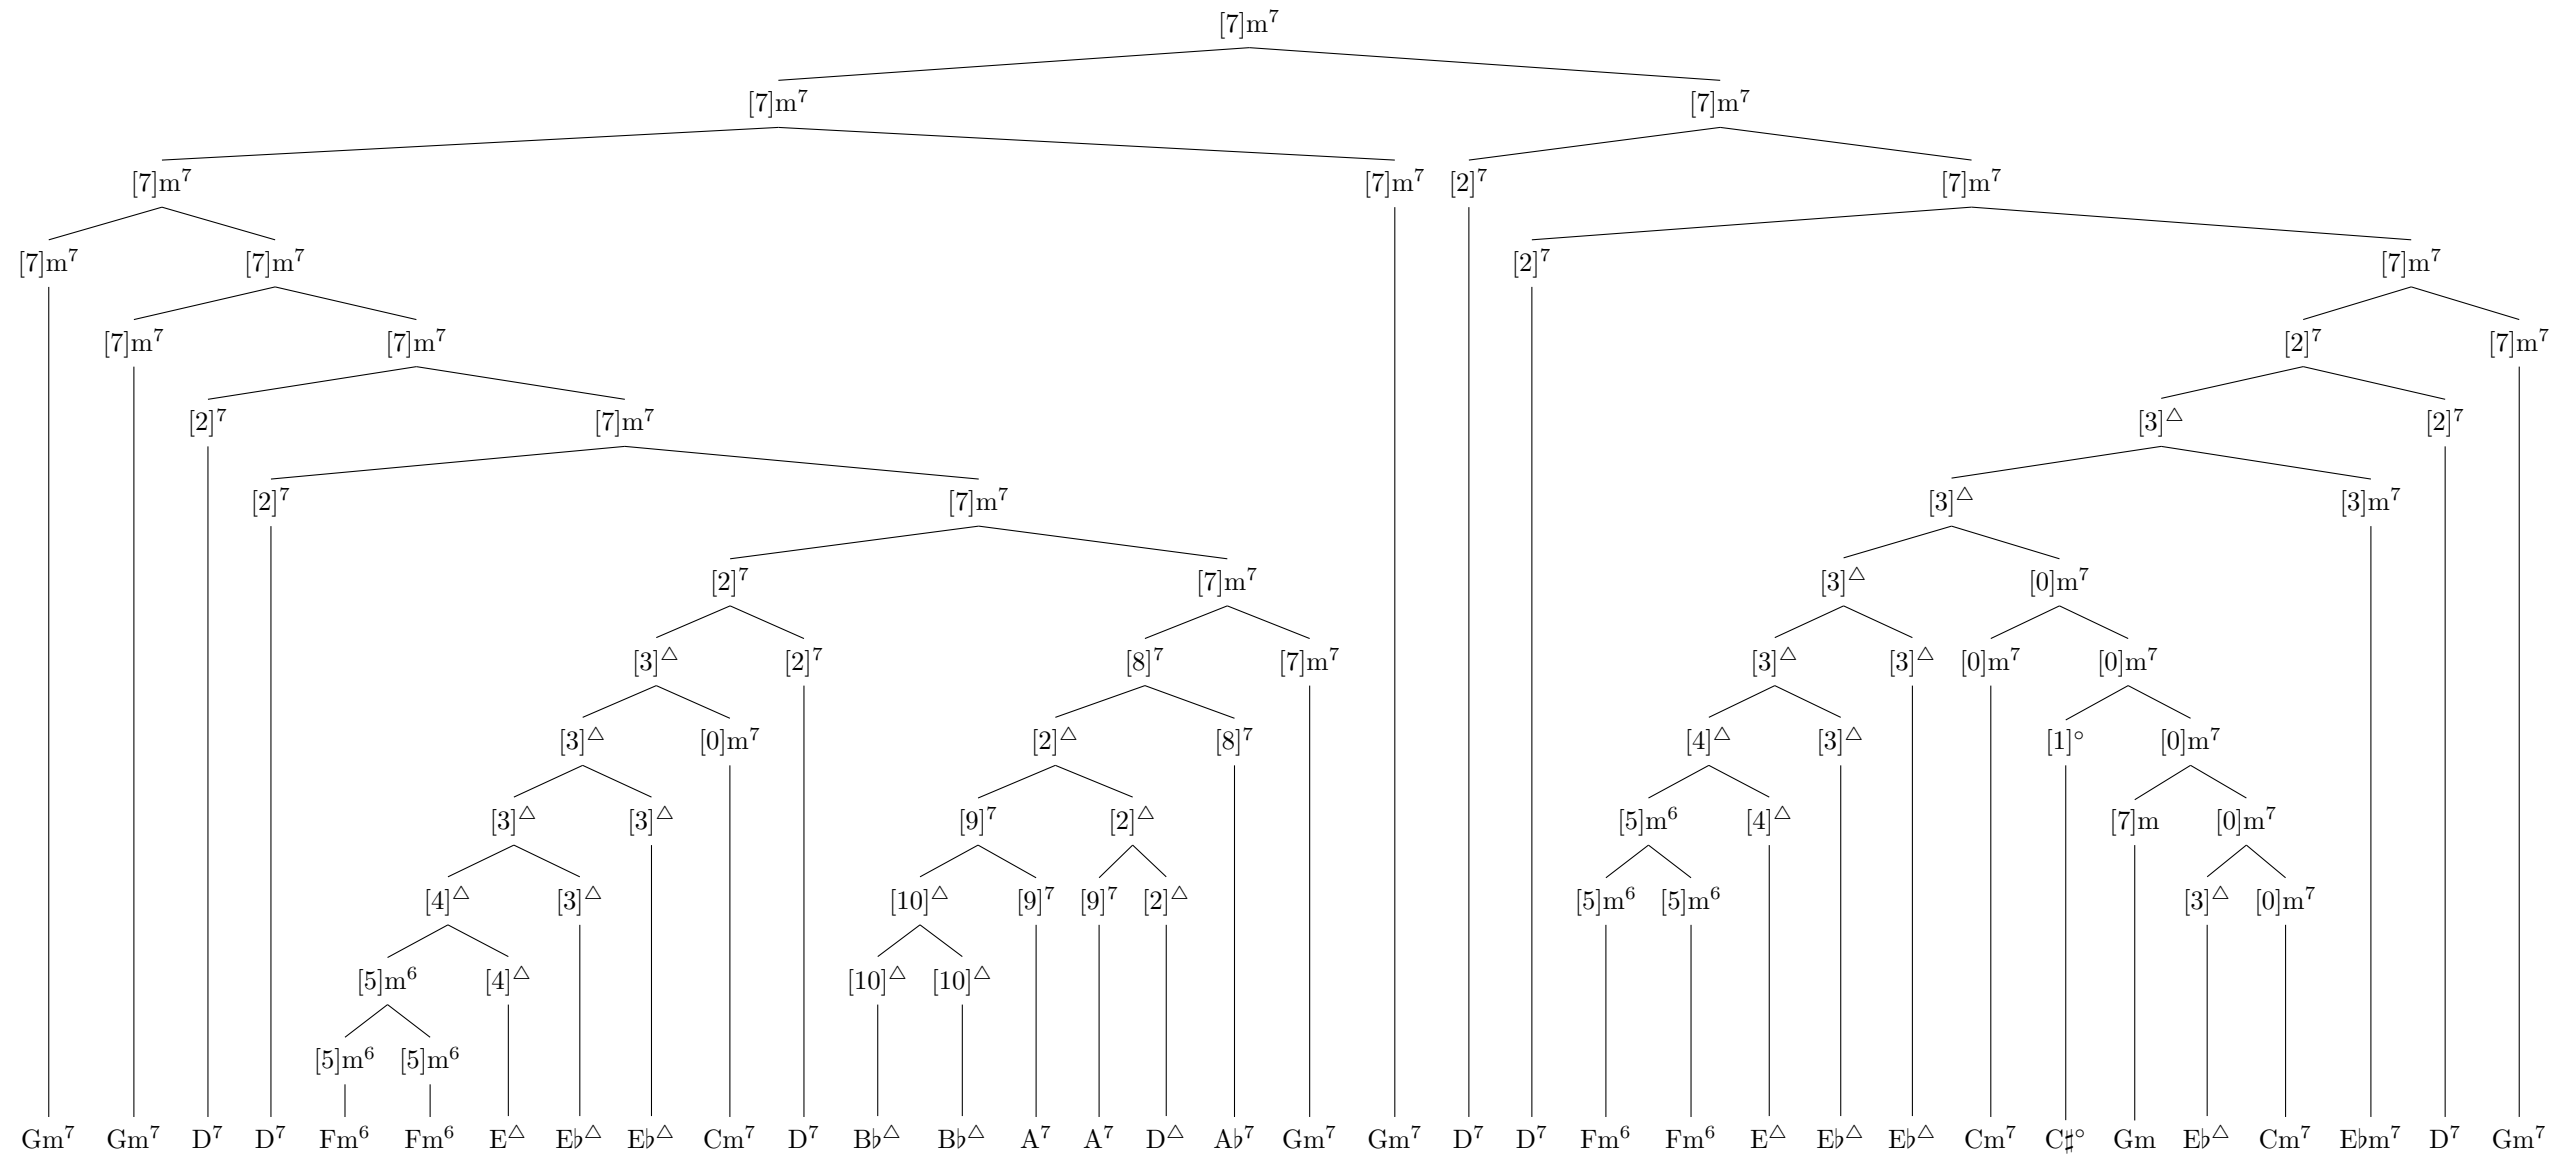 [7]m⁷
[7]m⁷ [7]m⁷
[7]m⁷ [7]m⁷ [2]⁷ [7]m⁷
[7]m⁷ [7]m⁷ [2]⁷ [7]m⁷
[7]m⁷ [7]m⁷ [2]⁷ [7]m⁷
[2]⁷ [7]m⁷ [3]△ [2]⁷
[2]⁷ [7]m⁷ [3]△ [3]m⁷
[2]⁷ [7]m⁷ [3]△ [0]m⁷
[3]△ [2]⁷ [8]⁷ [7]m⁷ [3]△ [3]△ [0]m⁷ [0]m⁷
[3]△ [0]m⁷ [2]△ [8]⁷ [4]△ [3]△ [1]° [0]m⁷
[3]△ [3]△ [9]⁷ [2]△ [5]m⁶ [4]△ [7]m [0]m⁷
[4]△ [3]△ [10]△ [9]⁷ [9]⁷ [2]△ [5]m⁶ [5]m⁶ [3]△ [0]m⁷
[5]m⁶ [4]△ [10]△ [10]△
[5]m⁶ [5]m⁶
Gm⁷ Gm⁷ D⁷ D⁷ Fm⁶ Fm⁶ E△ E♭△ E♭△ Cm⁷ D⁷ B♭△ B♭△ A⁷ A⁷ D△ A♭⁷ Gm⁷ Gm⁷ D⁷ D⁷ Fm⁶ Fm⁶ E△ E♭△ E♭△ Cm⁷ C♯° Gm E♭△ Cm⁷ E♭m⁷ D⁷ Gm⁷